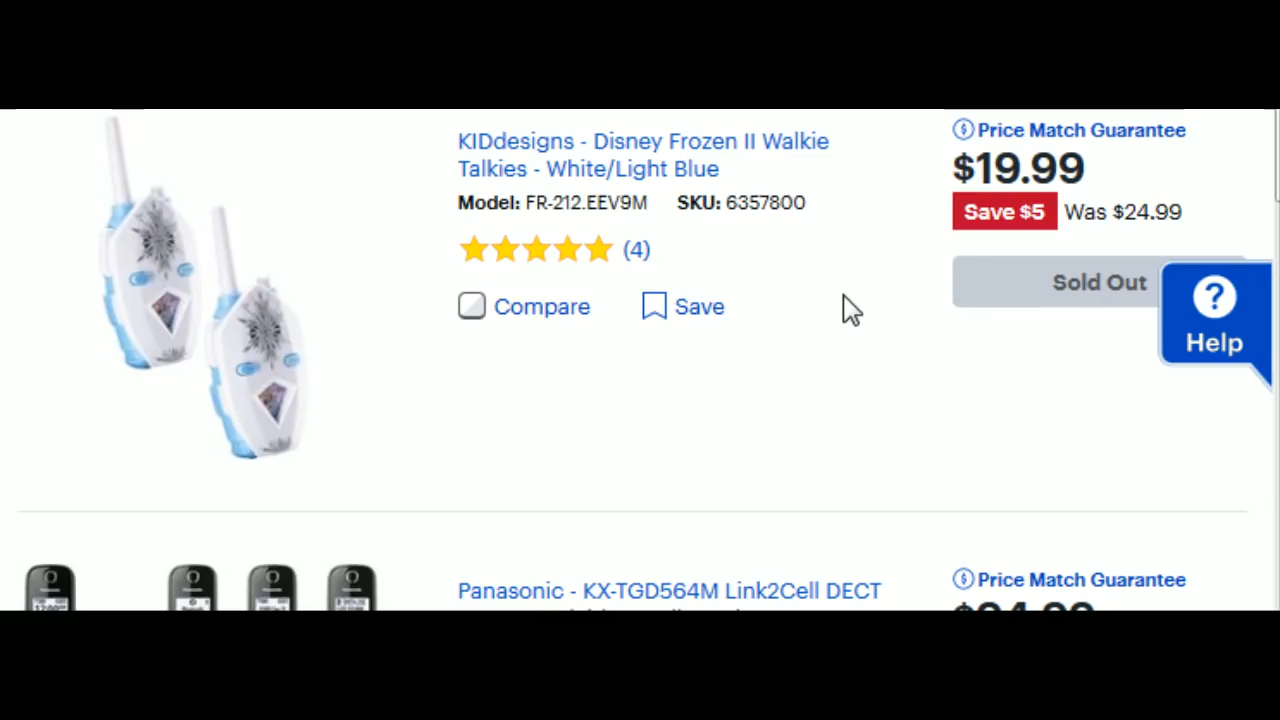 KIDdesigns - Disney Frozen II Walkie
Talkies - White/Light Blue
Model: FR-212.EEV9M SKU: 6357800
(4)
Compare Save
Price Match Guarantee
$19.99
Save $5 Was $24.99
Sold Out
?
Help
Panasonic - KX-TGD564M Link2Cell DECT
Price Match Guarantee